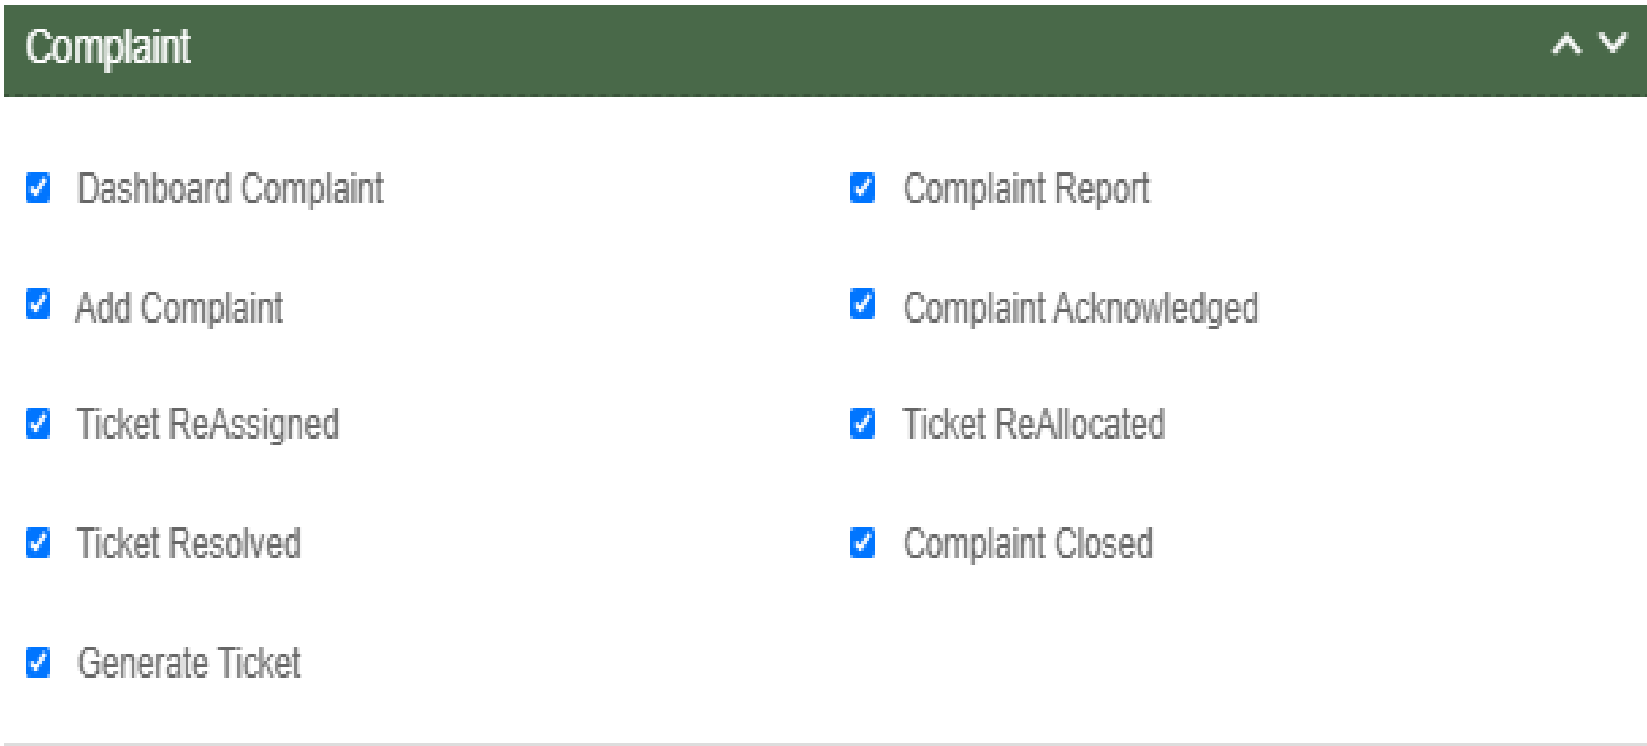 Complaint
Dashboard Complaint
Complaint Report
Add Complaint
Complaint Acknowledged
Ticket ReAssigned
Ticket ReAllocated
Ticket Resolved
Complaint Closed
Generate Ticket